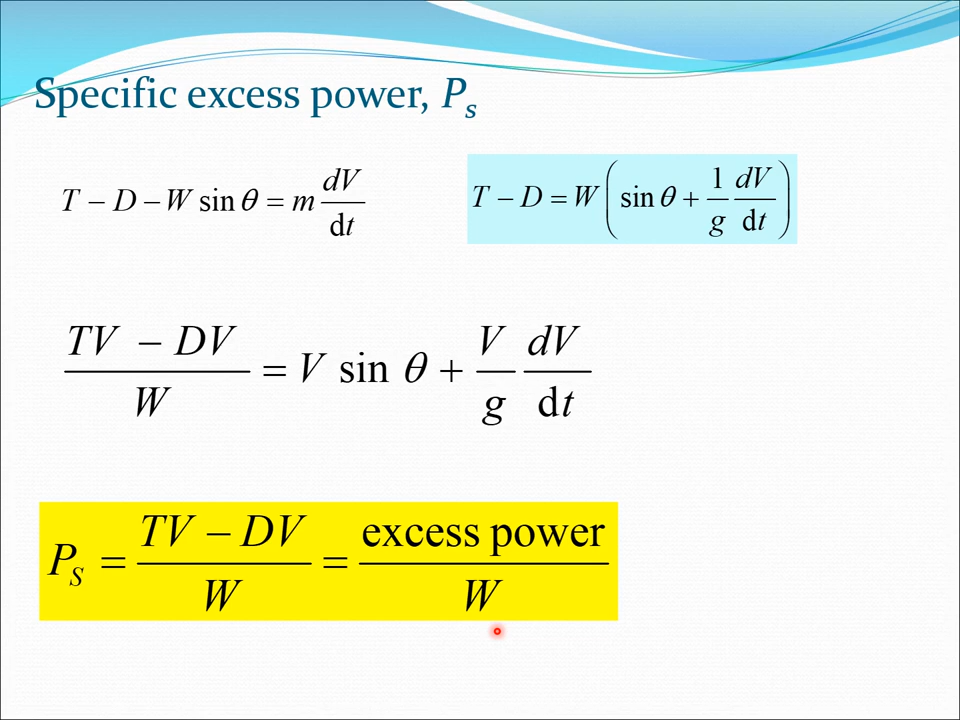 Specific excess power, Pₛ
T − D − W sin θ = m dV/dt
T − D = W (sin θ + 1/g dV/dt)
(TV − DV)/W = V sin θ + V/g dV/dt
P_S = (TV − DV)/W = excess power/W